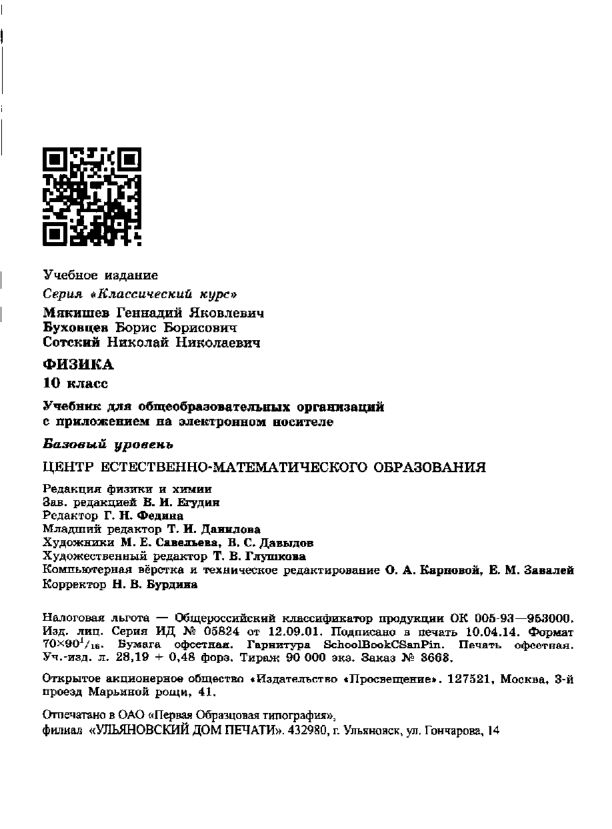 Учебное издание
Серия «Классический курс»
Мякишев Геннадий Яковлевич
Буховцев Борис Борисович
Сотский Николай Николаевич
ФИЗИКА
10 класс
Учебник для общеобразовательных организаций
с приложением на электронном носителе
Базовый уровень
ЦЕНТР ЕСТЕСТВЕННО-МАТЕМАТИЧЕСКОГО ОБРАЗОВАНИЯ
Редакция физики и химии
Зав. редакцией В. И. Егудин
Редактор Г. Н. Федина
Младший редактор Т. И. Данилова
Художники М. Е. Савельева, В. С. Давыдов
Художественный редактор Т. В. Глушкова
Компьютерная вёрстка и техническое редактирование О. А. Карповой, Е. М. Завалей
Корректор Н. В. Бурдина
Налоговая льгота — Общероссийский классификатор продукции ОК 005-93—953000.
Изд. лиц. Серия ИД № 05824 от 12.09.01. Подписано в печать 10.04.14. Формат
70×90¹/₁₆. Бумага офсетная. Гарнитура SchoolBookCSanPin. Печать офсетная.
Уч.-изд. л. 28,19 + 0,48 форз. Тираж 90 000 экз. Заказ № 3668.
Открытое акционерное общество «Издательство «Просвещение». 127521, Москва, 3-й
проезд Марьиной рощи, 41.
Отпечатано в ОАО «Первая Образцовая типография»,
филиал «УЛЬЯНОВСКИЙ ДОМ ПЕЧАТИ». 432980, г. Ульяновск, ул. Гончарова, 14